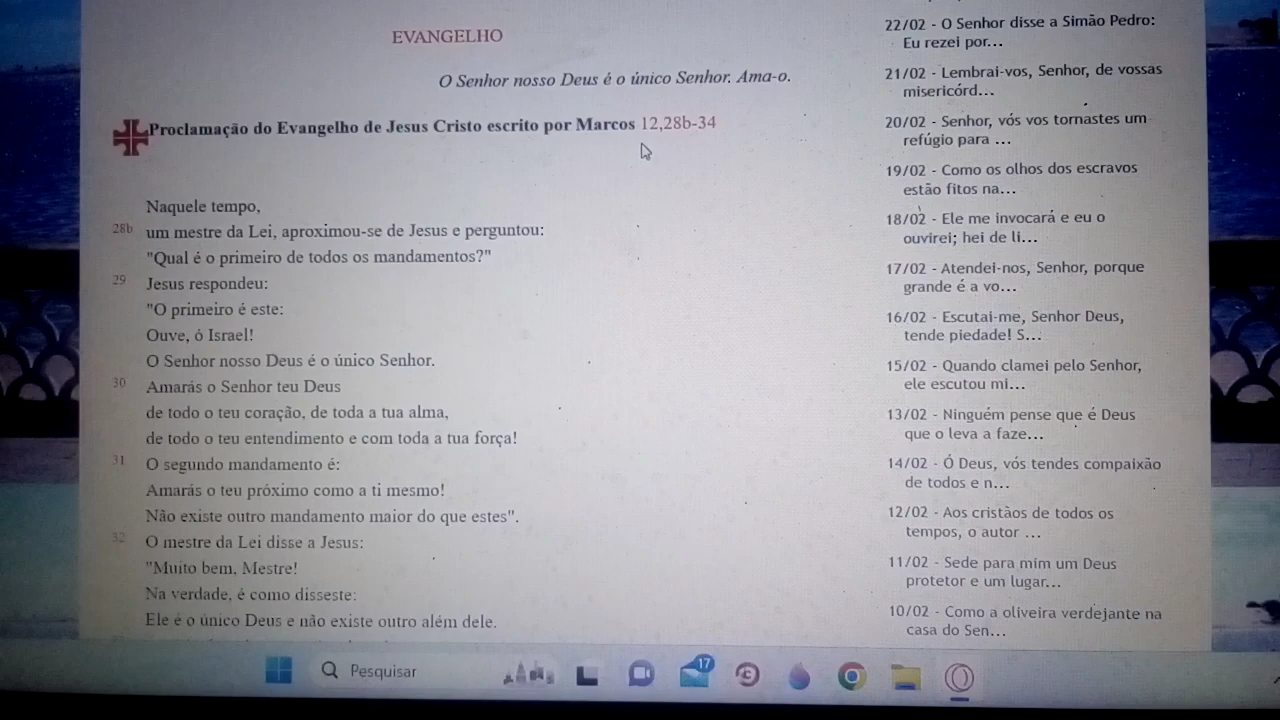 EVANGELHO
O Senhor nosso Deus é o único Senhor. Ama-o.
Proclamação do Evangelho de Jesus Cristo escrito por Marcos 12,28b-34
Naquele tempo,
28b um mestre da Lei, aproximou-se de Jesus e perguntou:
"Qual é o primeiro de todos os mandamentos?"
29 Jesus respondeu:
"O primeiro é este:
Ouve, ó Israel!
O Senhor nosso Deus é o único Senhor.
30 Amarás o Senhor teu Deus
de todo o teu coração, de toda a tua alma,
de todo o teu entendimento e com toda a tua força!
31 O segundo mandamento é:
Amarás o teu próximo como a ti mesmo!
Não existe outro mandamento maior do que estes".
32 O mestre da Lei disse a Jesus:
"Muito bem, Mestre!
Na verdade, é como disseste:
Ele é o único Deus e não existe outro além dele.
22/02 - O Senhor disse a Simão Pedro:
Eu rezei por...
21/02 - Lembrai-vos, Senhor, de vossas
misericórd...
20/02 - Senhor, vós vos tornastes um
refúgio para ...
19/02 - Como os olhos dos escravos
estão fitos na...
18/02 - Ele me invocará e eu o
ouvirei; hei de li...
17/02 - Atendei-nos, Senhor, porque
grande é a vo...
16/02 - Escutai-me, Senhor Deus,
tende piedade! S...
15/02 - Quando clamei pelo Senhor,
ele escutou mi...
13/02 - Ninguém pense que é Deus
que o leva a faze...
14/02 - Ó Deus, vós tendes compaixão
de todos e n...
12/02 - Aos cristãos de todos os
tempos, o autor ...
11/02 - Sede para mim um Deus
protetor e um lugar...
10/02 - Como a oliveira verdejante na
casa do Sen...
Pesquisar
17